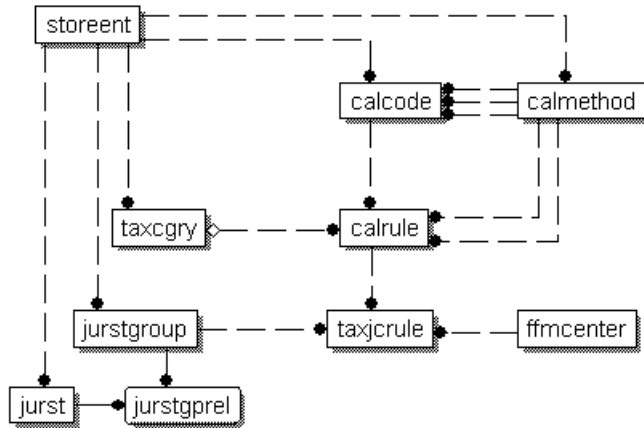 storeent
calcode
calmethod
taxcgry
calrule
jurstgroup
taxjcrule
ffmcenter
jurst
jurstgprel